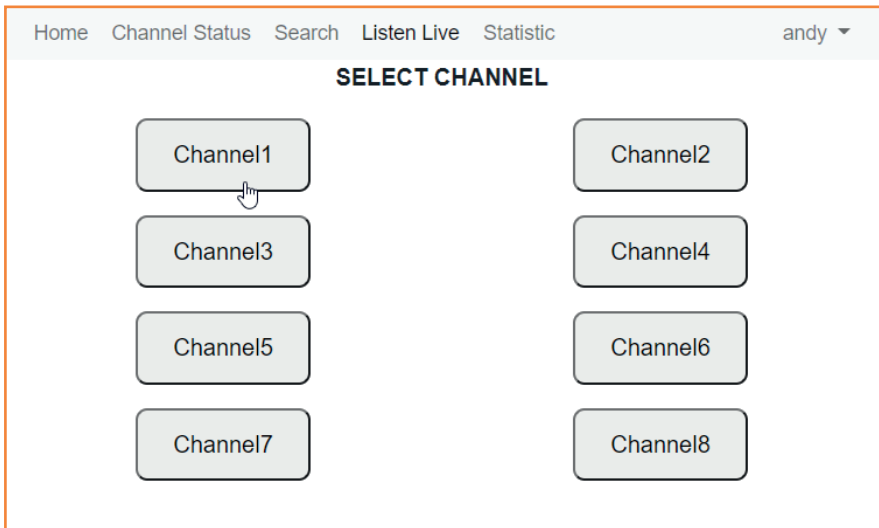 Home Channel Status Search Listen Live Statistic andy
SELECT CHANNEL
Channel1 Channel2
Channel3 Channel4
Channel5 Channel6
Channel7 Channel8